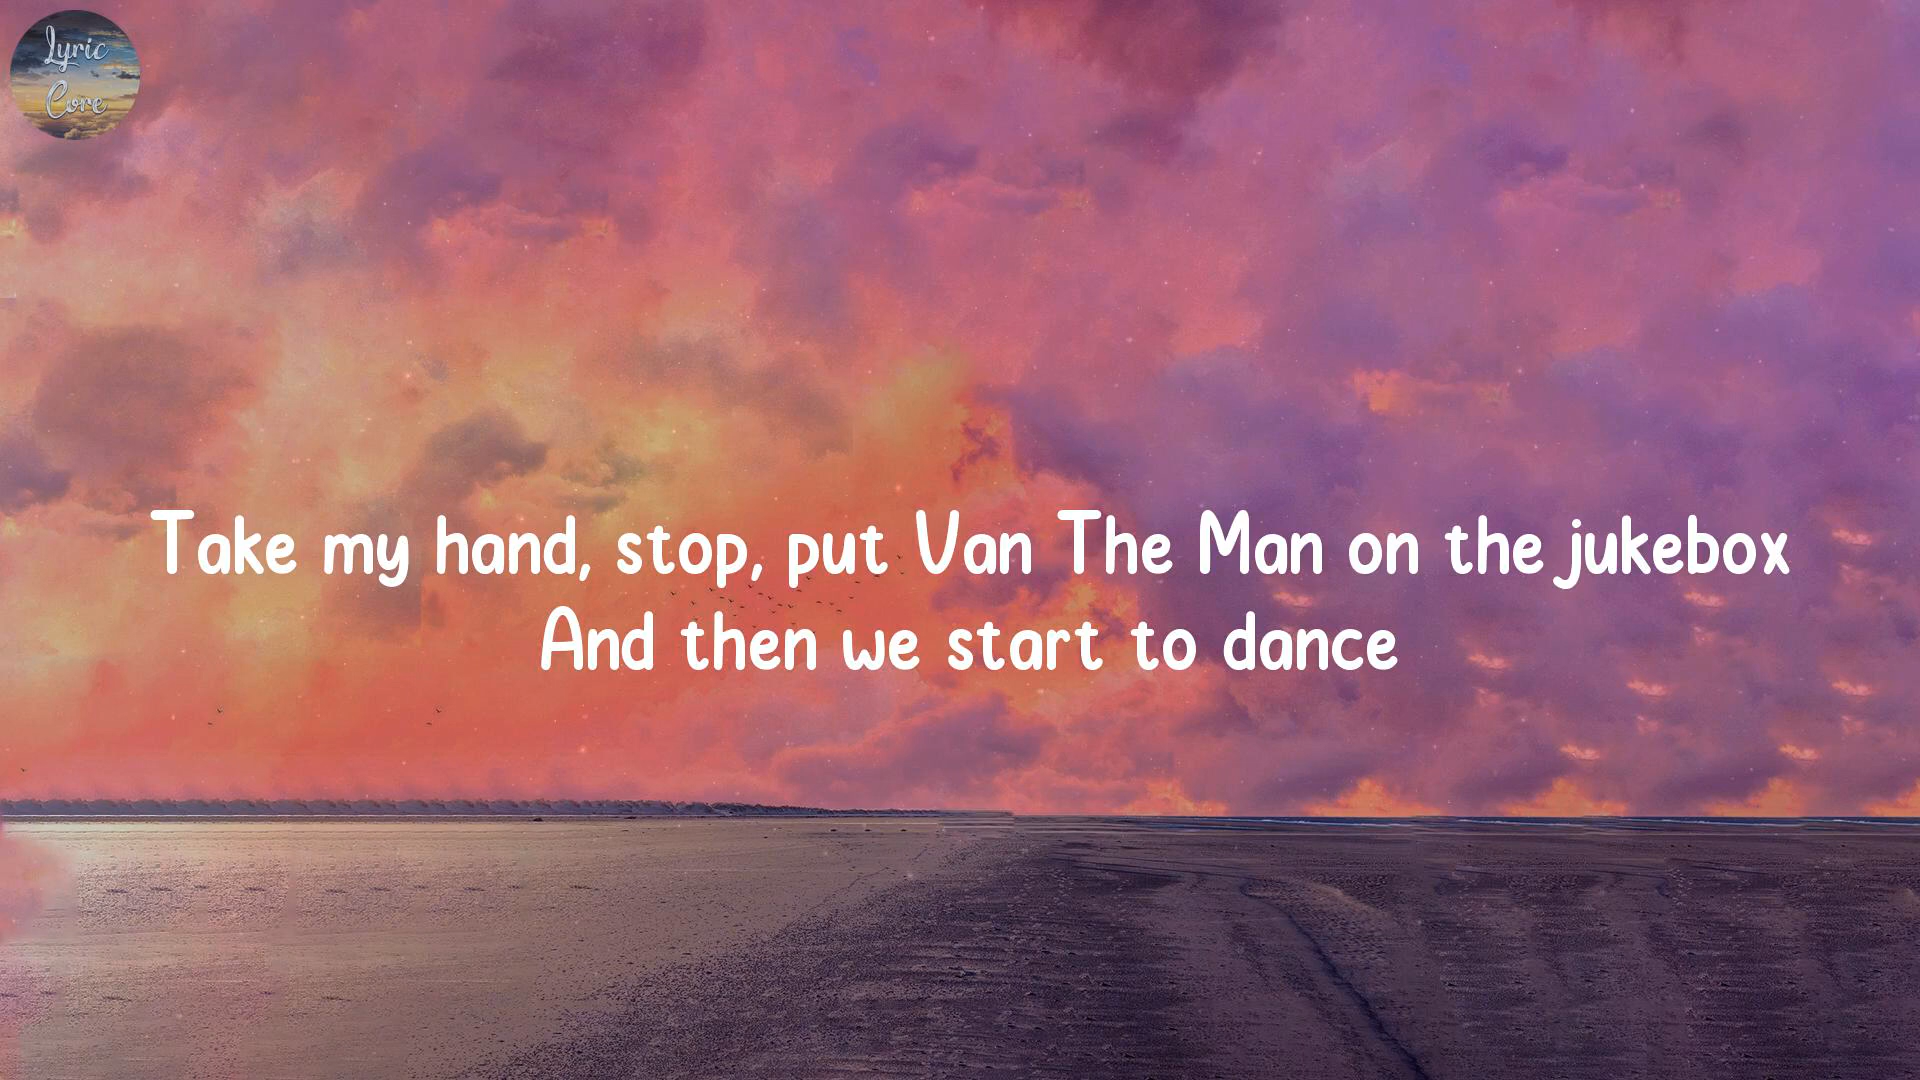 Lyric
Core
Take my hand, stop, put Van The Man on the jukebox
And then we start to dance